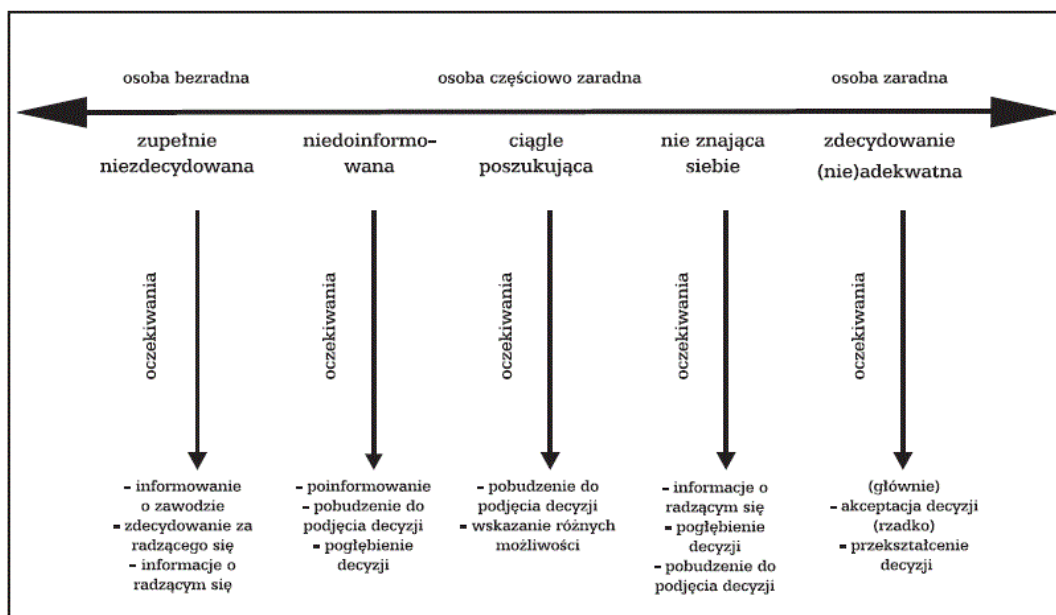 osoba bezradna
osoba częściowo zaradna
osoba zaradna
zupełnie
niezdecydowana
niedoinformo-
wana
ciągle
poszukująca
nie znająca
siebie
zdecydowanie
(nie)adekwatna
oczekiwania
oczekiwania
oczekiwania
oczekiwania
oczekiwania
- informowanie
o zawodzie
- zdecydowanie za
radzącego się
- informacje o
radzącym się
- poinformowanie
- pobudzenie do
podjęcia decyzji
- pogłębienie
decyzji
- pobudzenie do
podjęcia decyzji
- wskazanie różnych
możliwości
- informacje o
radzącym się
- pogłębienie
decyzji
- pobudzenie do
podjęcia decyzji
(głównie)
- akceptacja decyzji
(rzadko)
- przekształcenie
decyzji